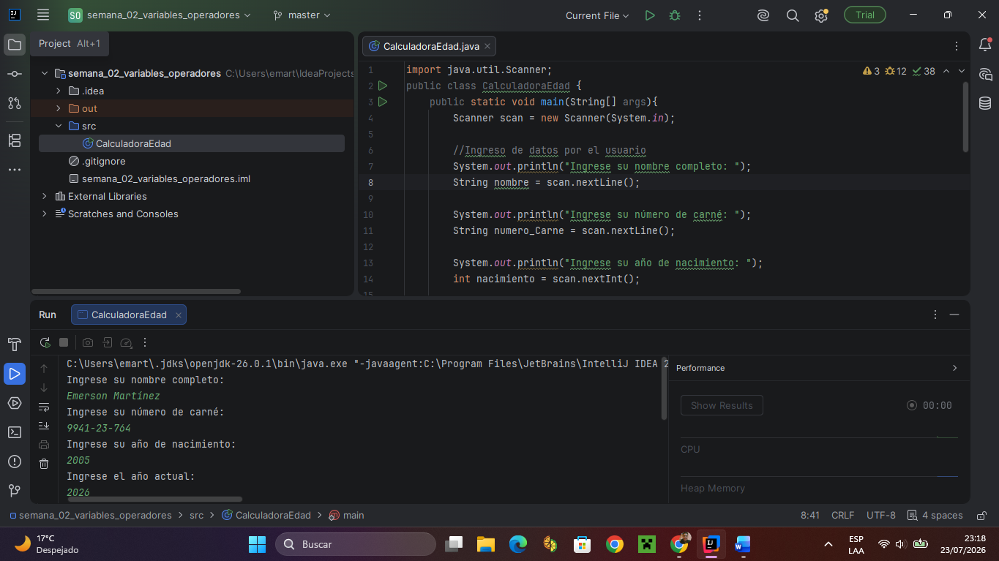 SO semana_02_variables_operadores master Current File Trial
Project Alt+1
semana_02_variables_operadores C:\Users\emart\IdeaProjects
.idea
out
src
CalculadoraEdad
.gitignore
semana_02_variables_operadores.iml
External Libraries
Scratches and Consoles
CalculadoraEdad.java
3 12 38
1 import java.util.Scanner;
2 public class CalculadoraEdad {
3 public static void main(String[] args){
4 Scanner scan = new Scanner(System.in);
5
6 //Ingreso de datos por el usuario
7 System.out.println("Ingrese su nombre completo: ");
8 String nombre = scan.nextLine();
9
10 System.out.println("Ingrese su número de carné: ");
11 String numero_Carne = scan.nextLine();
12
13 System.out.println("Ingrese su año de nacimiento: ");
14 int nacimiento = scan.nextInt();
15
Run CalculadoraEdad
C:\Users\emart\.jdks\openjdk-26.0.1\bin\java.exe "-javaagent:C:\Program Files\JetBrains\IntelliJ IDEA 2
Ingrese su nombre completo:
Emerson Martínez
Ingrese su número de carné:
9941-23-764
Ingrese su año de nacimiento:
2005
Ingrese el año actual:
2026
Performance
Show Results 00:00
CPU
Heap Memory
semana_02_variables_operadores src CalculadoraEdad main 8:41 CRLF UTF-8 4 spaces
17°C
Despejado
Buscar
ESP
LAA
23:18
23/07/2026